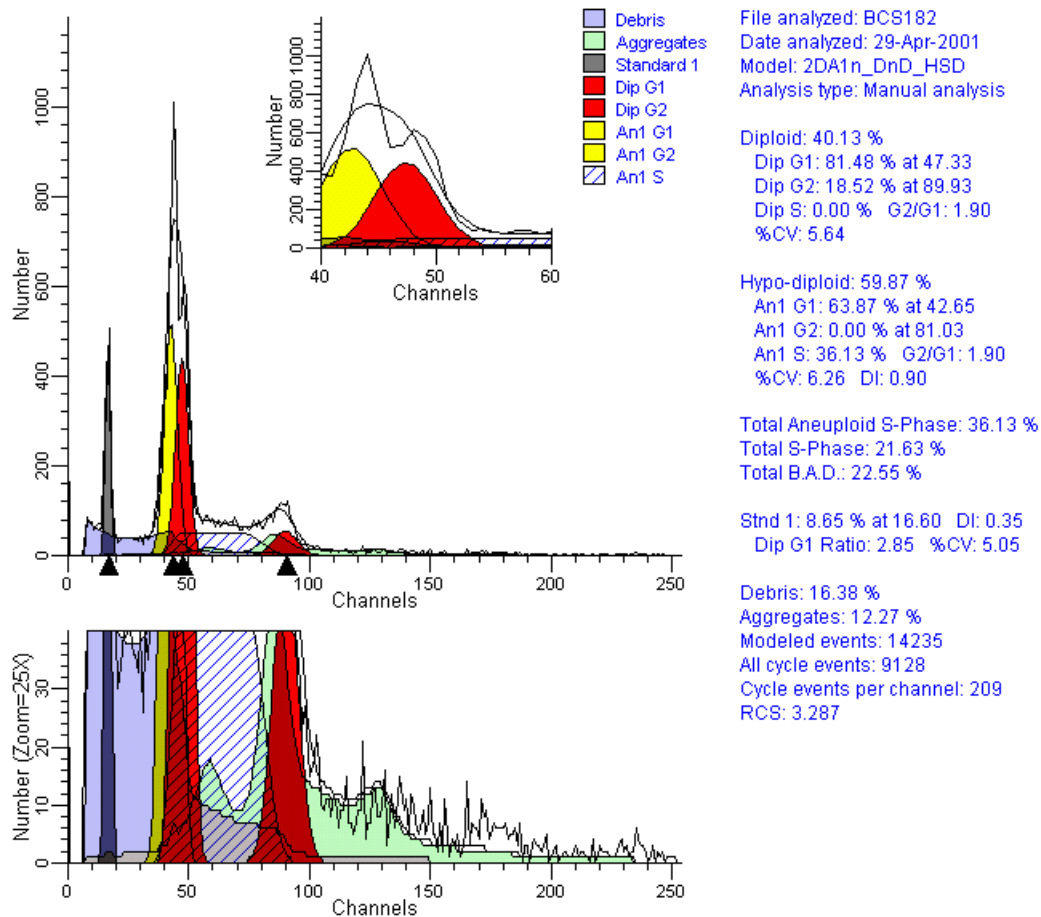 Number
1000
800
600
400
200
0
0 50 100 150 200 250
Channels
Number
1000
800
600
400
200
0
40 50 60
Channels
Debris
Aggregates
Standard 1
Dip G1
Dip G2
An1 G1
An1 G2
An1 S
File analyzed: BCS182
Date analyzed: 29-Apr-2001
Model: 2DA1n_DnD_HSD
Analysis type: Manual analysis
Diploid: 40.13 %
Dip G1: 81.48 % at 47.33
Dip G2: 18.52 % at 89.93
Dip S: 0.00 % G2/G1: 1.90
%CV: 5.64
Hypo-diploid: 59.87 %
An1 G1: 63.87 % at 42.65
An1 G2: 0.00 % at 81.03
An1 S: 36.13 % G2/G1: 1.90
%CV: 6.26 DI: 0.90
Total Aneuploid S-Phase: 36.13 %
Total S-Phase: 21.63 %
Total B.A.D.: 22.55 %
Stnd 1: 8.65 % at 16.60 DI: 0.35
Dip G1 Ratio: 2.85 %CV: 5.05
Debris: 16.38 %
Aggregates: 12.27 %
Modeled events: 14235
All cycle events: 9128
Cycle events per channel: 209
RCS: 3.287
Number (Zoom=25X)
30
20
10
0
0 50 100 150 200 250
Channels